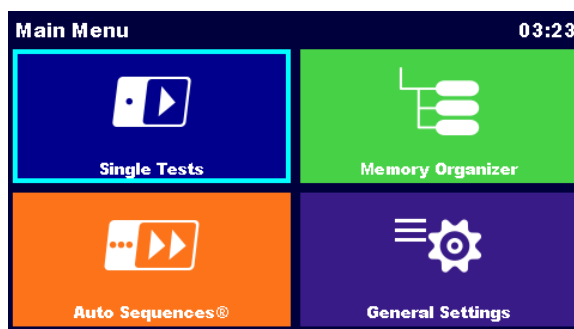 Main Menu 03:23
Single Tests
Memory Organizer
Auto Sequences®
General Settings